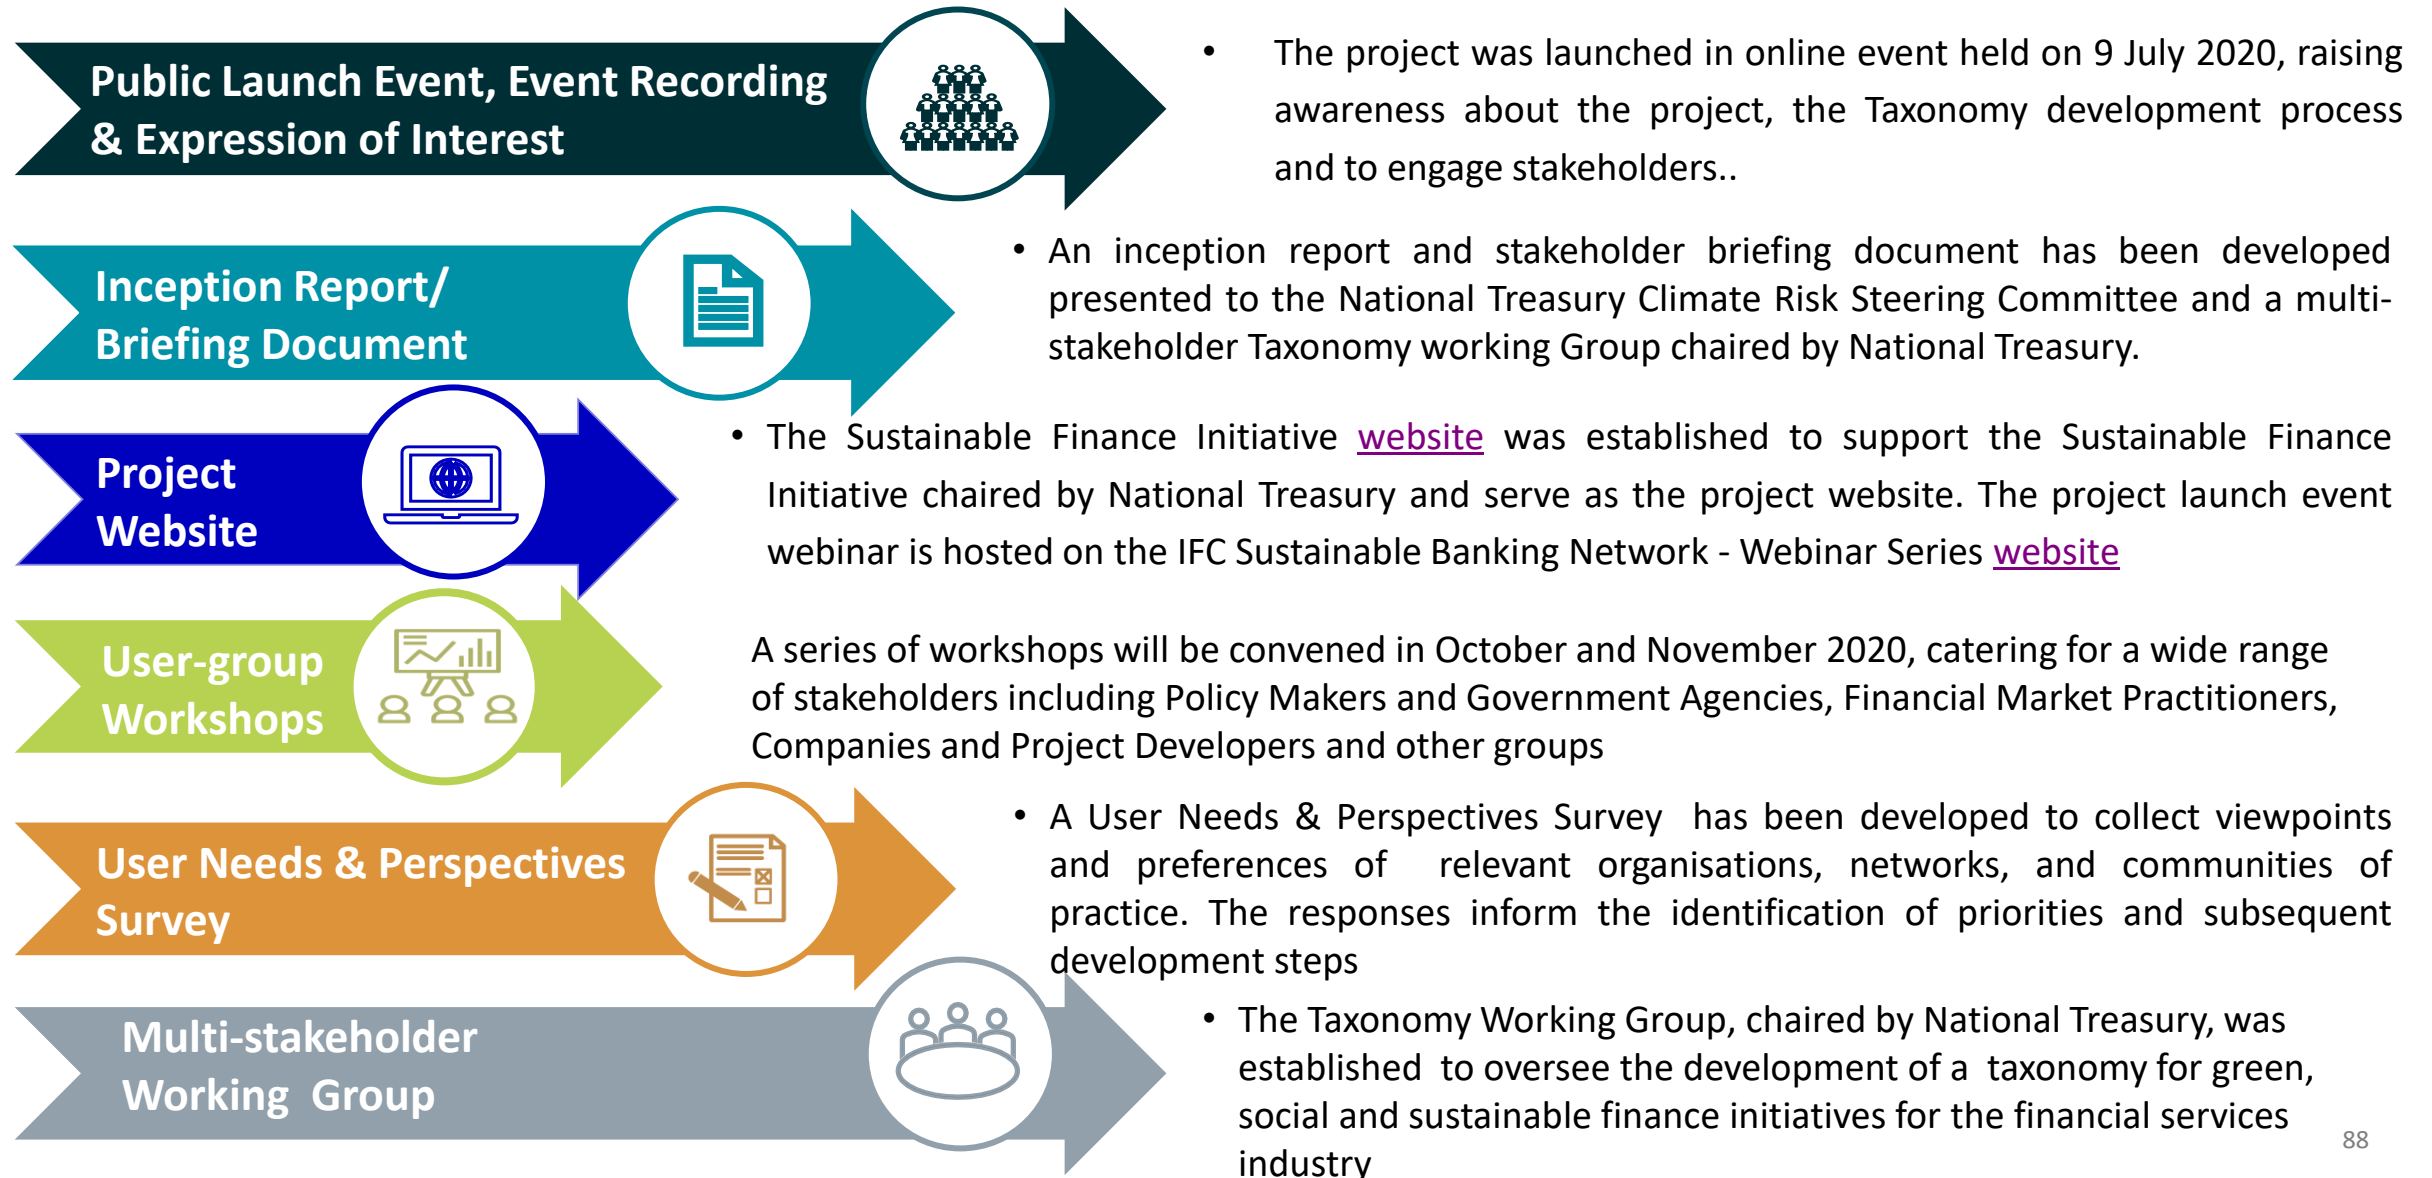 Public Launch Event, Event Recording
& Expression of Interest
• The project was launched in online event held on 9 July 2020, raising
awareness about the project, the Taxonomy development process
and to engage stakeholders..
Inception Report/
Briefing Document
• An inception report and stakeholder briefing document has been developed
presented to the National Treasury Climate Risk Steering Committee and a multi-
stakeholder Taxonomy working Group chaired by National Treasury.
Project
Website
• The Sustainable Finance Initiative website was established to support the Sustainable Finance
Initiative chaired by National Treasury and serve as the project website. The project launch event
webinar is hosted on the IFC Sustainable Banking Network - Webinar Series website
User-group
Workshops
A series of workshops will be convened in October and November 2020, catering for a wide range
of stakeholders including Policy Makers and Government Agencies, Financial Market Practitioners,
Companies and Project Developers and other groups
User Needs & Perspectives
Survey
• A User Needs & Perspectives Survey has been developed to collect viewpoints
and preferences of relevant organisations, networks, and communities of
practice. The responses inform the identification of priorities and subsequent
development steps
Multi-stakeholder
Working Group
• The Taxonomy Working Group, chaired by National Treasury, was
established to oversee the development of a taxonomy for green,
social and sustainable finance initiatives for the financial services
industry
88